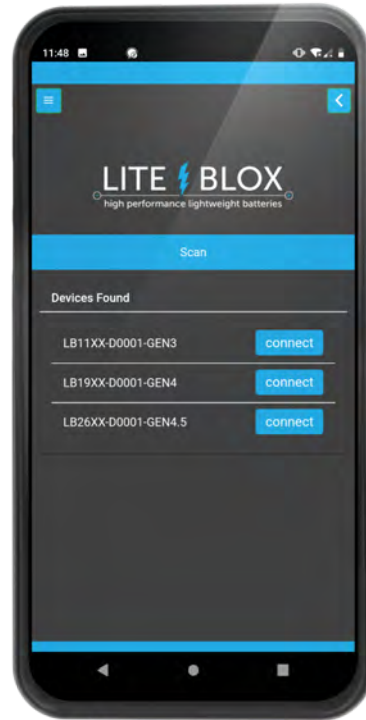 11:48
LITE BLOX
high performance lightweight batteries
Scan
Devices Found
LB11XX-D0001-GEN3 connect
LB19XX-D0001-GEN4 connect
LB26XX-D0001-GEN4.5 connect